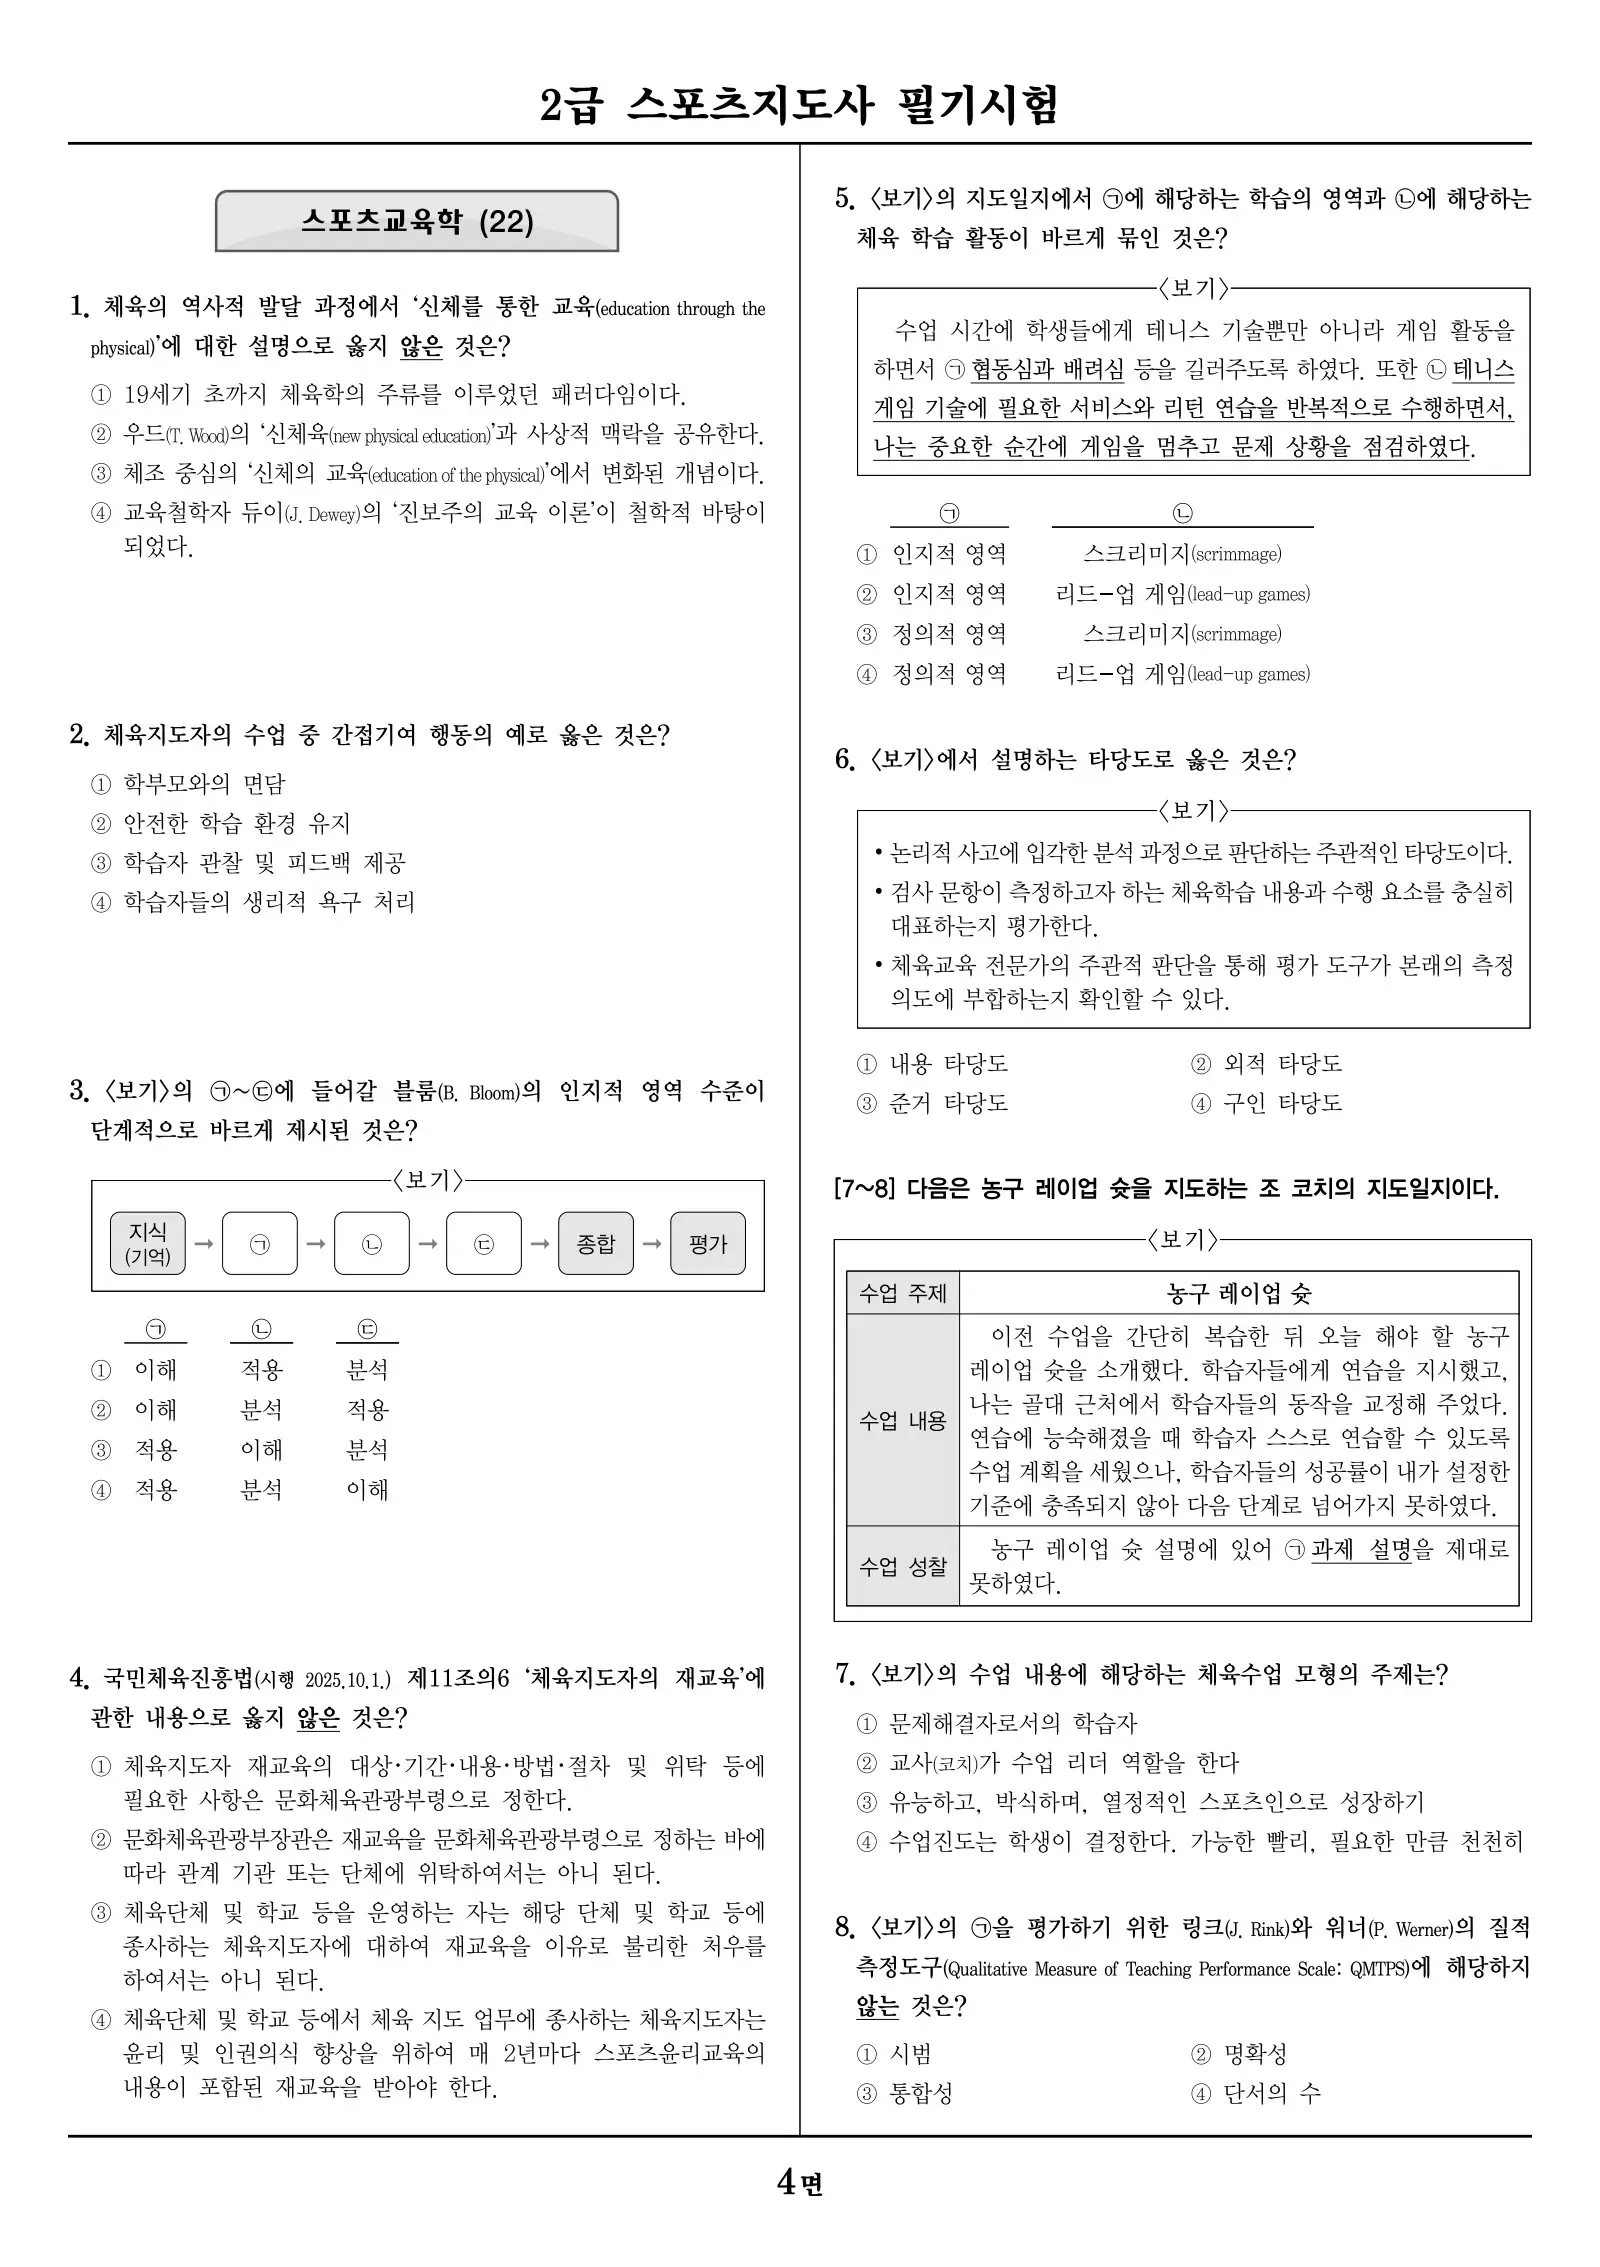 2급 스포츠지도사 필기시험
스포츠교육학 (22)
1. 체육의 역사적 발달 과정에서 ‘신체를 통한 교육(education through the
physical)’에 대한 설명으로 옳지 않은 것은?
① 19세기 초까지 체육학의 주류를 이루었던 패러다임이다.
② 우드(T. Wood)의 ‘신체육(new physical education)’과 사상적 맥락을 공유한다.
③ 체조 중심의 ‘신체의 교육(education of the physical)’에서 변화된 개념이다.
④ 교육철학자 듀이(J. Dewey)의 ‘진보주의 교육 이론’이 철학적 바탕이
되었다.
2. 체육지도자의 수업 중 간접기여 행동의 예로 옳은 것은?
① 학부모와의 면담
② 안전한 학습 환경 유지
③ 학습자 관찰 및 피드백 제공
④ 학습자들의 생리적 욕구 처리
3. 〈보기〉의 ㉠~㉢에 들어갈 블룸(B. Bloom)의 인지적 영역 수준이
단계적으로 바르게 제시된 것은?
〈보기〉
지식
(기억)
→ ㉠ → ㉡ → ㉢ → 종합 → 평가
㉠ ㉡ ㉢
① 이해 적용 분석
② 이해 분석 적용
③ 적용 이해 분석
④ 적용 분석 이해
4. 국민체육진흥법(시행 2025.10.1.) 제11조의6 ‘체육지도자의 재교육’에
관한 내용으로 옳지 않은 것은?
① 체육지도자 재교육의 대상·기간·내용·방법·절차 및 위탁 등에
필요한 사항은 문화체육관광부령으로 정한다.
② 문화체육관광부장관은 재교육을 문화체육관광부령으로 정하는 바에
따라 관계 기관 또는 단체에 위탁하여서는 아니 된다.
③ 체육단체 및 학교 등을 운영하는 자는 해당 단체 및 학교 등에
종사하는 체육지도자에 대하여 재교육을 이유로 불리한 처우를
하여서는 아니 된다.
④ 체육단체 및 학교 등에서 체육 지도 업무에 종사하는 체육지도자는
윤리 및 인권의식 향상을 위하여 매 2년마다 스포츠윤리교육의
내용이 포함된 재교육을 받아야 한다.
5. 〈보기〉의 지도일지에서 ㉠에 해당하는 학습의 영역과 ㉡에 해당하는
체육 학습 활동이 바르게 묶인 것은?
〈보기〉
수업 시간에 학생들에게 테니스 기술뿐만 아니라 게임 활동을
하면서 ㉠협동심과 배려심 등을 길러주도록 하였다. 또한 ㉡테니스
게임 기술에 필요한 서비스와 리턴 연습을 반복적으로 수행하면서,
나는 중요한 순간에 게임을 멈추고 문제 상황을 점검하였다.
㉠ ㉡
① 인지적 영역 스크리미지(scrimmage)
② 인지적 영역 리드-업 게임(lead-up games)
③ 정의적 영역 스크리미지(scrimmage)
④ 정의적 영역 리드-업 게임(lead-up games)
6. 〈보기〉에서 설명하는 타당도로 옳은 것은?
〈보기〉
• 논리적 사고에 입각한 분석 과정으로 판단하는 주관적인 타당도이다.
• 검사 문항이 측정하고자 하는 체육학습 내용과 수행 요소를 충실히
대표하는지 평가한다.
• 체육교육 전문가의 주관적 판단을 통해 평가 도구가 본래의 측정
의도에 부합하는지 확인할 수 있다.
① 내용 타당도 ② 외적 타당도
③ 준거 타당도 ④ 구인 타당도
[7~8] 다음은 농구 레이업 슛을 지도하는 조 코치의 지도일지이다.
〈보기〉
수업 주제 농구 레이업 슛
수업 내용
이전 수업을 간단히 복습한 뒤 오늘 해야 할 농구
레이업 슛을 소개했다. 학습자들에게 연습을 지시했고,
나는 골대 근처에서 학습자들의 동작을 교정해 주었다.
연습에 능숙해졌을 때 학습자 스스로 연습할 수 있도록
수업 계획을 세웠으나, 학습자들의 성공률이 내가 설정한
기준에 충족되지 않아 다음 단계로 넘어가지 못하였다.
수업 성찰
농구 레이업 슛 설명에 있어 ㉠과제 설명을 제대로
못하였다.
7. 〈보기〉의 수업 내용에 해당하는 체육수업 모형의 주제는?
① 문제해결자로서의 학습자
② 교사(코치)가 수업 리더 역할을 한다
③ 유능하고, 박식하며, 열정적인 스포츠인으로 성장하기
④ 수업진도는 학생이 결정한다. 가능한 빨리, 필요한 만큼 천천히
8. 〈보기〉의 ㉠을 평가하기 위한 링크(J. Rink)와 워너(P. Werner)의 질적
측정도구(Qualitative Measure of Teaching Performance Scale: QMTPS)에 해당하지
않는 것은?
① 시범 ② 명확성
③ 통합성 ④ 단서의 수
4면